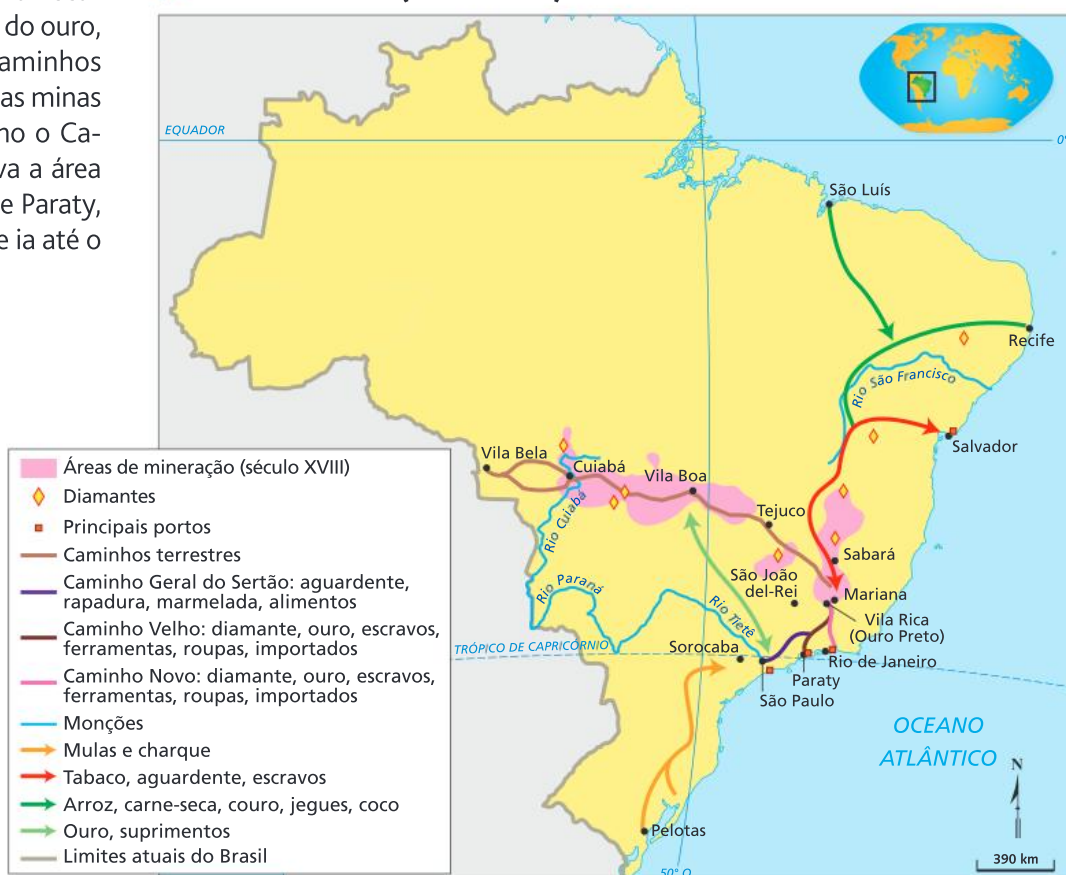 do ouro,
aminhos
as minas
no o Ca-
va a área
e Paraty,
e ia até o
EQUADOR
0°
São Luís
Recife
Rio São Francisco
Salvador
Vila Bela
Cuiabá
Vila Boa
Rio Cuiabá
Tejuco
Sabará
São João
del-Rei
Mariana
Vila Rica
(Ouro Preto)
Rio Paraná
Rio Tietê
TRÓPICO DE CAPRICÓRNIO
Sorocaba
Rio de Janeiro
Paraty
São Paulo
OCEANO
ATLÂNTICO
N
Pelotas
50° O
390 km
Áreas de mineração (século XVIII)
Diamantes
Principais portos
Caminhos terrestres
Caminho Geral do Sertão: aguardente,
rapadura, marmelada, alimentos
Caminho Velho: diamante, ouro, escravos,
ferramentas, roupas, importados
Caminho Novo: diamante, ouro, escravos,
ferramentas, roupas, importados
Monções
Mulas e charque
Tabaco, aguardente, escravos
Arroz, carne-seca, couro, jegues, coco
Ouro, suprimentos
Limites atuais do Brasil